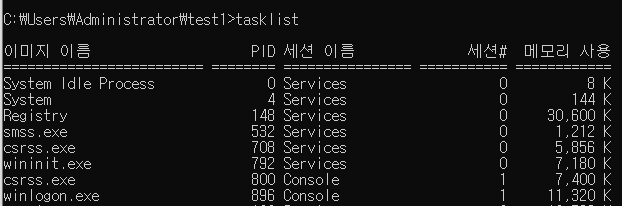 C:₩Users₩Administrator₩test1>tasklist
이미지 이름 PID 세션 이름 세션# 메모리 사용
========================= ======== ================ =========== ============
System Idle Process 0 Services 0 8 K
System 4 Services 0 144 K
Registry 148 Services 0 30,600 K
smss.exe 532 Services 0 1,212 K
csrss.exe 708 Services 0 5,856 K
wininit.exe 792 Services 0 7,180 K
csrss.exe 800 Console 1 7,400 K
winlogon.exe 896 Console 1 11,320 K